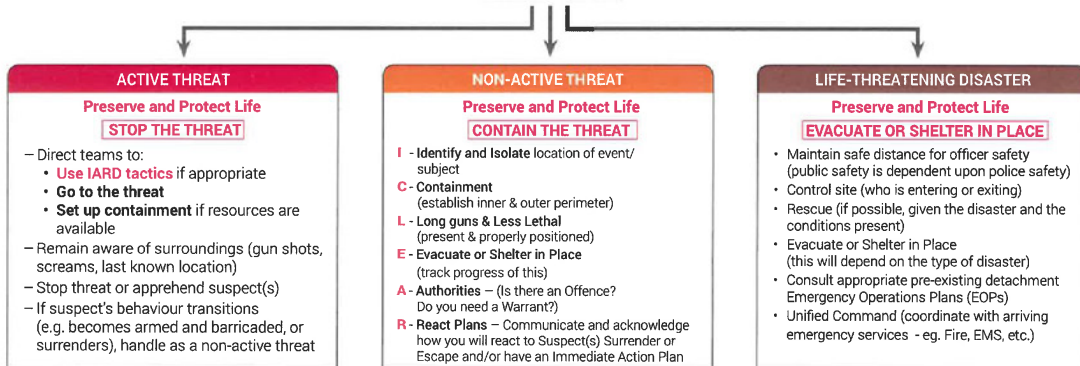 ACTIVE THREAT
Preserve and Protect Life
STOP THE THREAT
– Direct teams to:
• Use IARD tactics if appropriate
• Go to the threat
• Set up containment if resources are
available
– Remain aware of surroundings (gun shots,
screams, last known location)
– Stop threat or apprehend suspect(s)
– If suspect's behaviour transitions
(e.g. becomes armed and barricaded, or
surrenders), handle as a non-active threat
NON-ACTIVE THREAT
Preserve and Protect Life
CONTAIN THE THREAT
I - Identify and Isolate location of event/
subject
C - Containment
(establish inner & outer perimeter)
L - Long guns & Less Lethal
(present & properly positioned)
E - Evacuate or Shelter in Place
(track progress of this)
A - Authorities – (Is there an Offence?
Do you need a Warrant?)
R - React Plans – Communicate and acknowledge
how you will react to Suspect(s) Surrender or
Escape and/or have an Immediate Action Plan
LIFE-THREATENING DISASTER
Preserve and Protect Life
EVACUATE OR SHELTER IN PLACE
• Maintain safe distance for officer safety
(public safety is dependent upon police safety)
• Control site (who is entering or exiting)
• Rescue (if possible, given the disaster and the
conditions present)
• Evacuate or Shelter in Place
(this will depend on the type of disaster)
• Consult appropriate pre-existing detachment
Emergency Operations Plans (EOPs)
• Unified Command (coordinate with arriving
emergency services - eg. Fire, EMS, etc.)